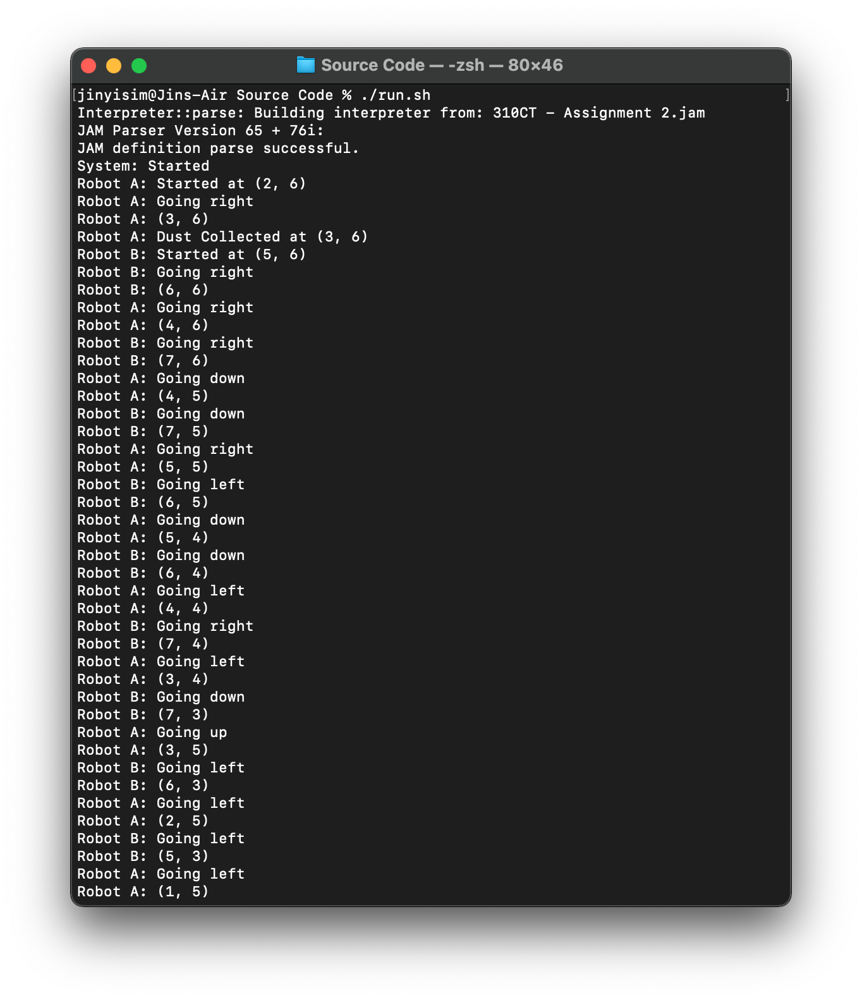 Source Code — -zsh — 80×46
[jinyisim@Jins-Air Source Code % ./run.sh ]
Interpreter::parse: Building interpreter from: 310CT - Assignment 2.jam
JAM Parser Version 65 + 76i:
JAM definition parse successful.
System: Started
Robot A: Started at (2, 6)
Robot A: Going right
Robot A: (3, 6)
Robot A: Dust Collected at (3, 6)
Robot B: Started at (5, 6)
Robot B: Going right
Robot B: (6, 6)
Robot A: Going right
Robot A: (4, 6)
Robot B: Going right
Robot B: (7, 6)
Robot A: Going down
Robot A: (4, 5)
Robot B: Going down
Robot B: (7, 5)
Robot A: Going right
Robot A: (5, 5)
Robot B: Going left
Robot B: (6, 5)
Robot A: Going down
Robot A: (5, 4)
Robot B: Going down
Robot B: (6, 4)
Robot A: Going left
Robot A: (4, 4)
Robot B: Going right
Robot B: (7, 4)
Robot A: Going left
Robot A: (3, 4)
Robot B: Going down
Robot B: (7, 3)
Robot A: Going up
Robot A: (3, 5)
Robot B: Going left
Robot B: (6, 3)
Robot A: Going left
Robot A: (2, 5)
Robot B: Going left
Robot B: (5, 3)
Robot A: Going left
Robot A: (1, 5)